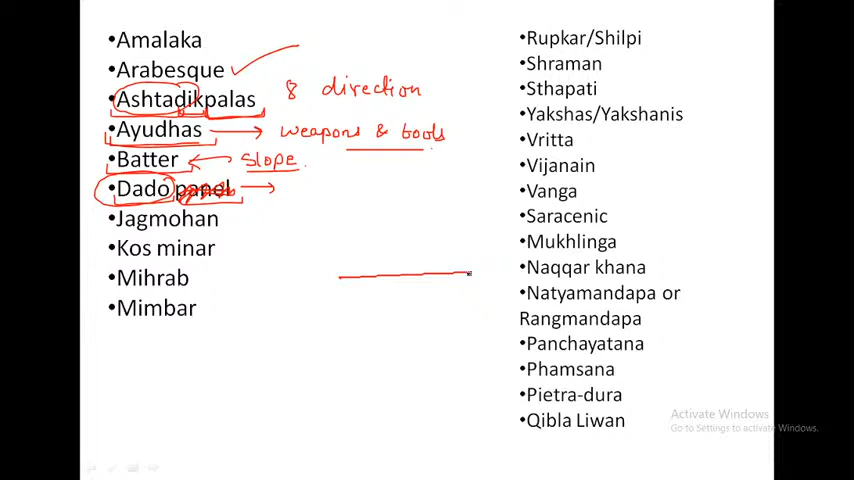 •Amalaka
•Arabesque
•Ashtadikpalas 8 direction
•Ayudhas weapons & tools
•Batter slope
•Dado panel
•Jagmohan
•Kos minar
•Mihrab
•Mimbar
•Rupkar/Shilpi
•Shraman
•Sthapati
•Yakshas/Yakshanis
•Vritta
•Vijanain
•Vanga
•Saracenic
•Mukhlinga
•Naqqar khana
•Natyamandapa or
Rangmandapa
•Panchayatana
•Phamsana
•Pietra-dura
•Qibla Liwan
Activate Windows
Go to Settings to activate Windows.